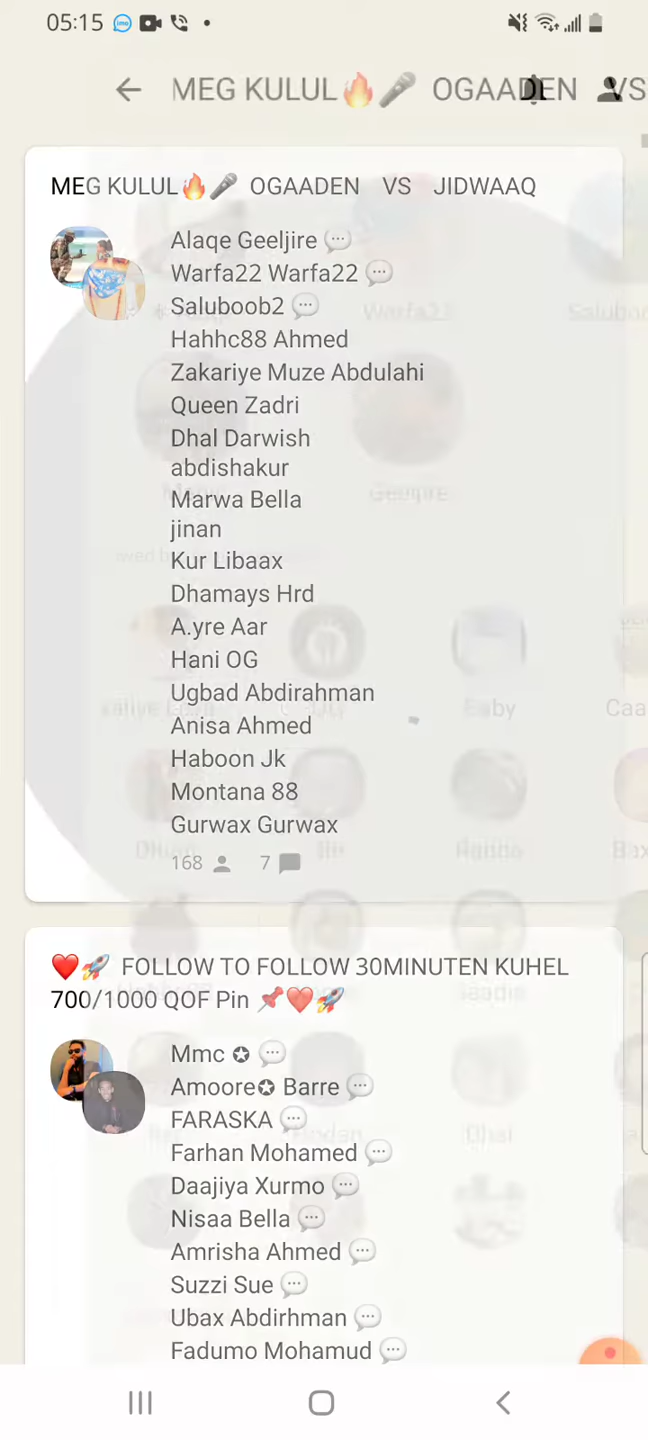 05:15
MEG KULUL🔥🎤 OGAADEN VS
MEG KULUL🔥🎤 OGAADEN VS JIDWAAQ
Alaqe Geeljire 💬
Warfa22 Warfa22 💬
Saluboob2 💬
Hahhc88 Ahmed
Zakariye Muze Abdulahi
Queen Zadri
Dhal Darwish
abdishakur
Marwa Bella
jinan
Kur Libaax
Dhamays Hrd
A.yre Aar
Hani OG
Ugbad Abdirahman
Anisa Ahmed
Haboon Jk
Montana 88
Gurwax Gurwax
168 7
❤️🚀 FOLLOW TO FOLLOW 30MINUTEN KUHEL
700/1000 QOF Pin 📌❤️🚀
Mmc ✪ 💬
Amoore✪ Barre 💬
FARASKA 💬
Farhan Mohamed 💬
Daajiya Xurmo 💬
Nisaa Bella 💬
Amrisha Ahmed 💬
Suzzi Sue 💬
Ubax Abdirhman 💬
Fadumo Mohamud 💬